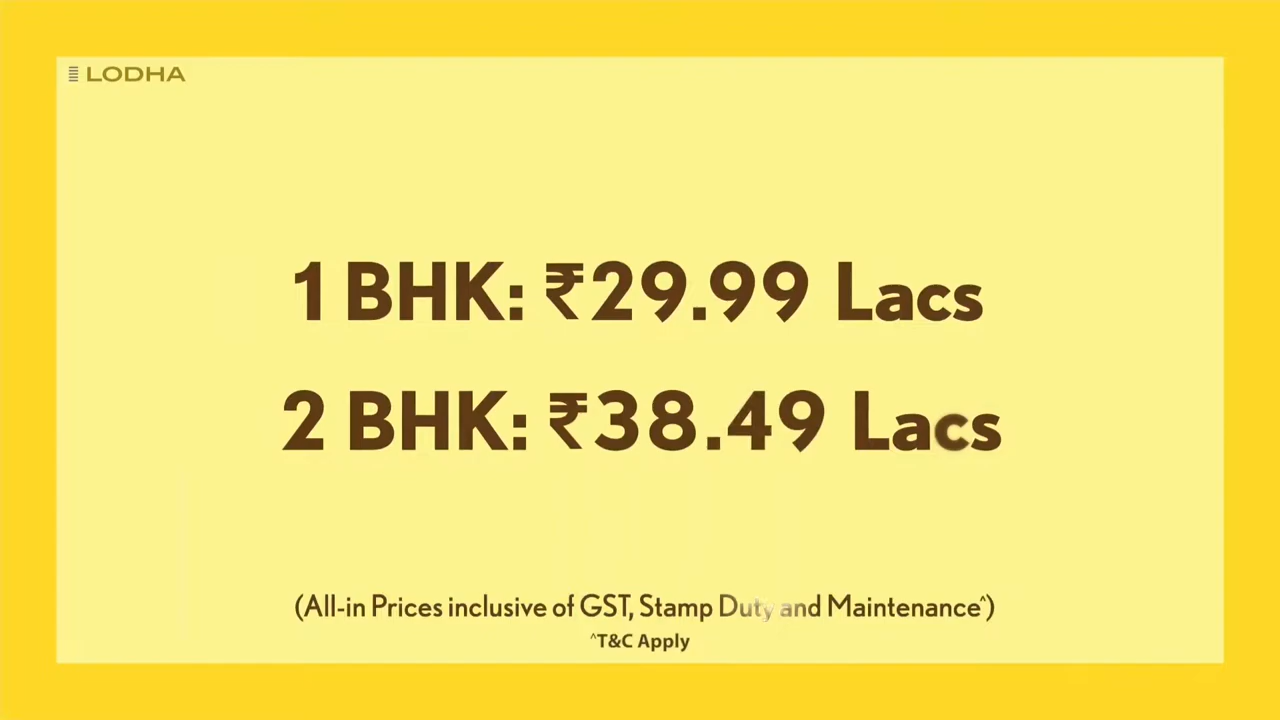 LODHA
1 BHK: ₹29.99 Lacs
2 BHK: ₹38.49 Lacs
(All-in Prices inclusive of GST, Stamp Duty and Maintenance^)
^T&C Apply